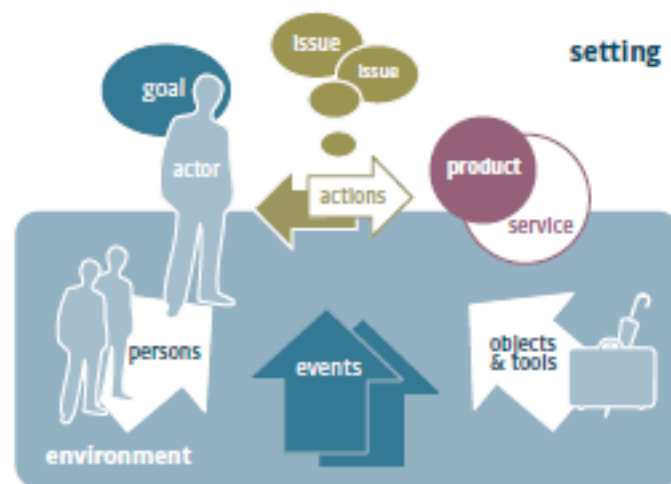 issue
issue
setting
goal
actor
product
actions
service
persons
events
objects
& tools
environment